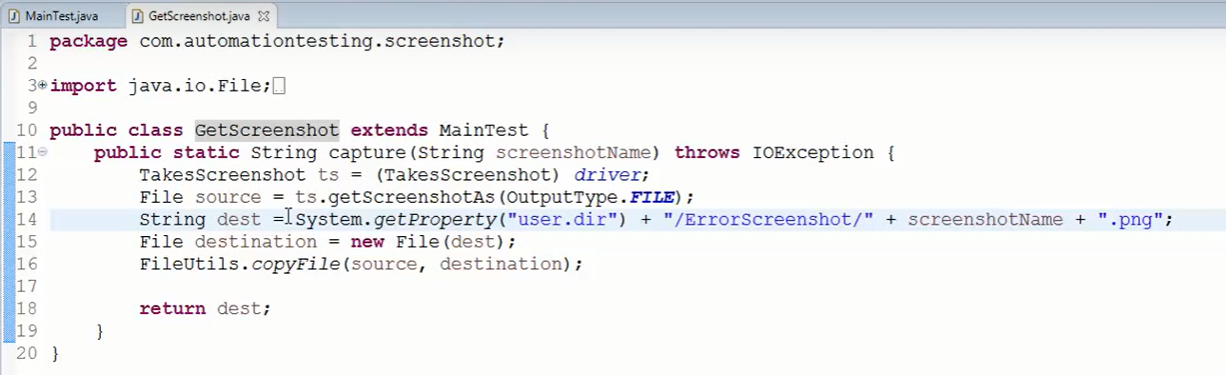 MainTest.java GetScreenshot.java
1 package com.automationtesting.screenshot;
2
3 import java.io.File;
9
10 public class GetScreenshot extends MainTest {
11 public static String capture(String screenshotName) throws IOException {
12 TakesScreenshot ts = (TakesScreenshot) driver;
13 File source = ts.getScreenshotAs(OutputType.FILE);
14 String dest =System.getProperty("user.dir") + "/ErrorScreenshot/" + screenshotName + ".png";
15 File destination = new File(dest);
16 FileUtils.copyFile(source, destination);
17
18 return dest;
19 }
20 }